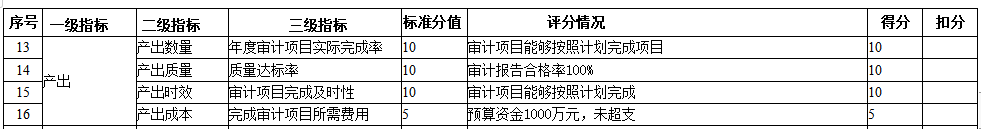 序号 一级指标 二级指标 三级指标 标准分值 评分情况 得分 扣分
13 产出数量 年度审计项目实际完成率 10 审计项目能够按照计划完成项目 10
14 产出质量 质量达标率 10 审计报告合格率100% 10
产出
15 产出时效 审计项目完成及时性 10 审计项目能够按照计划完成 10
16 产出成本 完成审计项目所需费用 5 预算资金1000万元，未超支 5